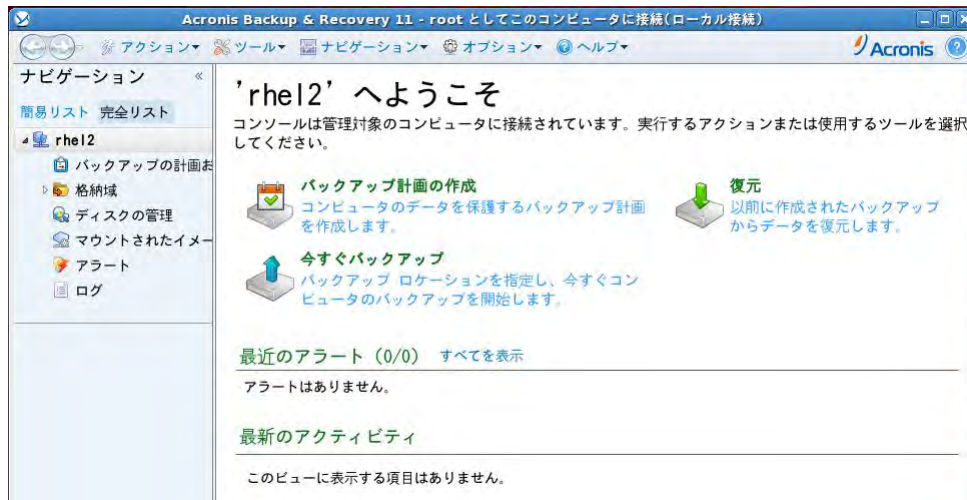 Acronis Backup & Recovery 11 - root としてこのコンピュータに接続(ローカル接続)
アクション ツール ナビゲーション オプション ヘルプ Acronis
ナビゲーション
簡易リスト 完全リスト
rhel2
バックアップの計画お
格納域
ディスクの管理
マウントされたイメー
アラート
ログ
'rhel2' へようこそ
コンソールは管理対象のコンピュータに接続されています。実行するアクションまたは使用するツールを選択
してください。
バックアップ計画の作成
コンピュータのデータを保護するバックアップ計画
を作成します。
復元
以前に作成されたバックアップ
からデータを復元します。
今すぐバックアップ
バックアップ ロケーションを指定し、今すぐコン
ピュータのバックアップを開始します。
最近のアラート (0/0) すべてを表示
アラートはありません。
最新のアクティビティ
このビューに表示する項目はありません。